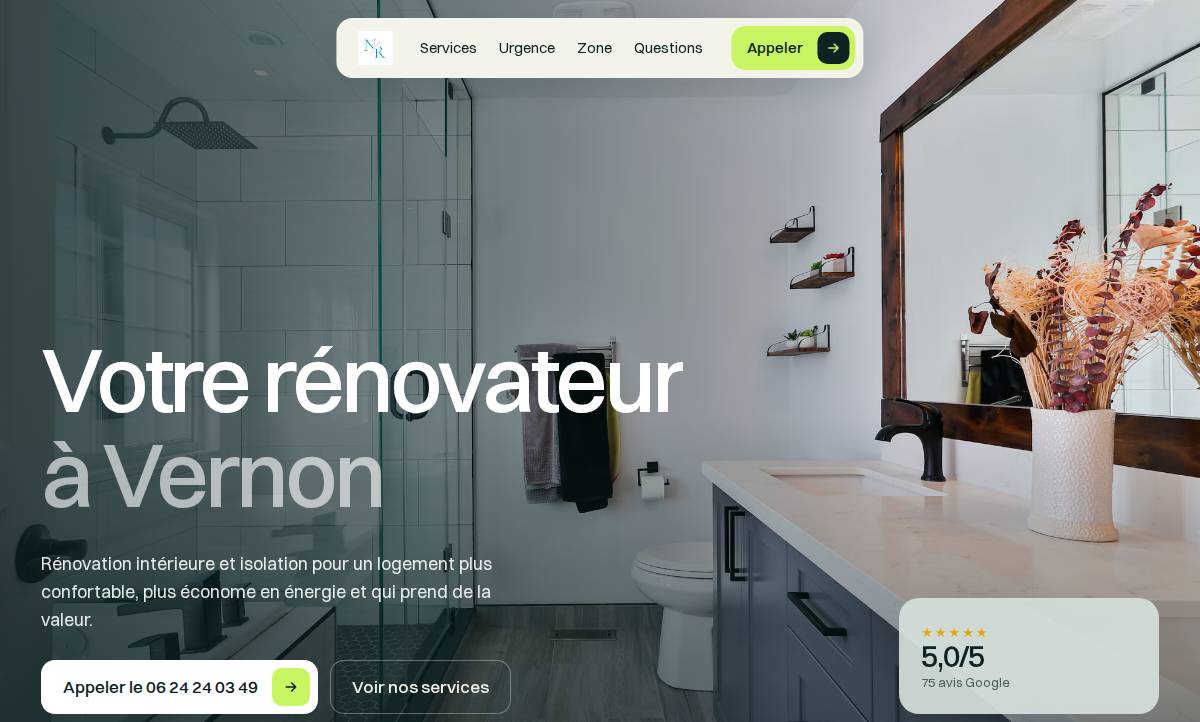 NR
Services
Urgence
Zone
Questions
Appeler
Votre rénovateur
à Vernon
Rénovation intérieure et isolation pour un logement plus
confortable, plus économe en énergie et qui prend de la
valeur.
Appeler le 06 24 24 03 49
Voir nos services
★★★★★
5,0/5
75 avis Google